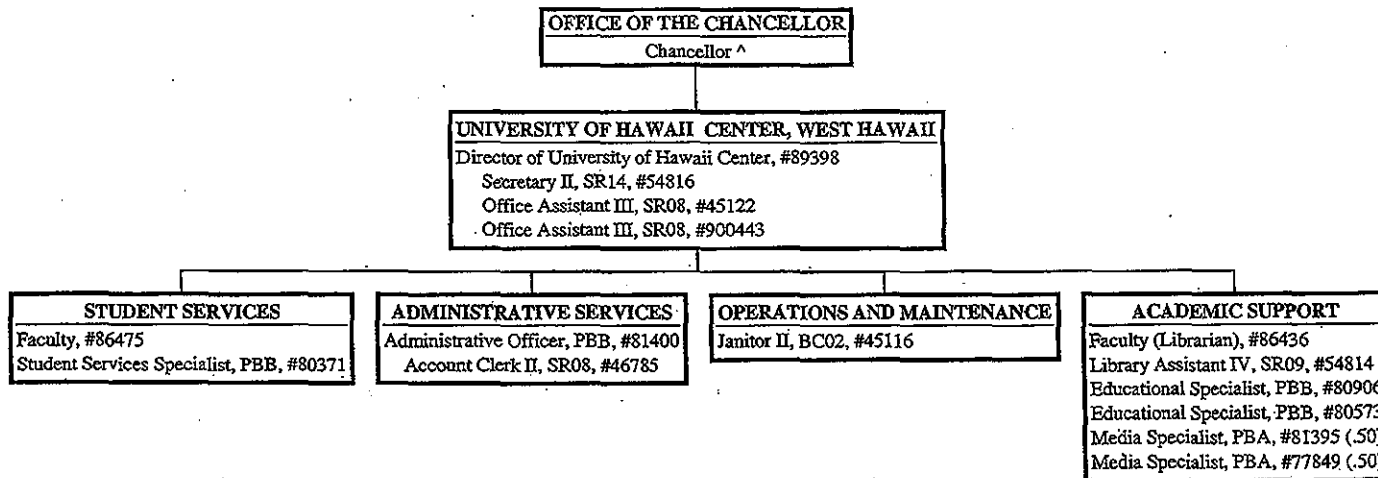 OFFICE OF THE CHANCELLOR
Chancellor ^
UNIVERSITY OF HAWAII CENTER, WEST HAWAII
Director of University of Hawaii Center, #89398
Secretary II, SR14, #54816
Office Assistant III, SR08, #45122
Office Assistant III, SR08, #900443
STUDENT SERVICES
Faculty, #86475
Student Services Specialist, PBB, #80371
ADMINISTRATIVE SERVICES
Administrative Officer, PBB, #81400
Account Clerk II, SR08, #46785
OPERATIONS AND MAINTENANCE
Janitor II, BC02, #45116
ACADEMIC SUPPORT
Faculty (Librarian), #86436
Library Assistant IV, SR09, #54814
Educational Specialist, PBB, #80906
Educational Specialist, PBB, #80573
Media Specialist, PBA, #81395 (.50)
Media Specialist, PBA, #77849 (.50)